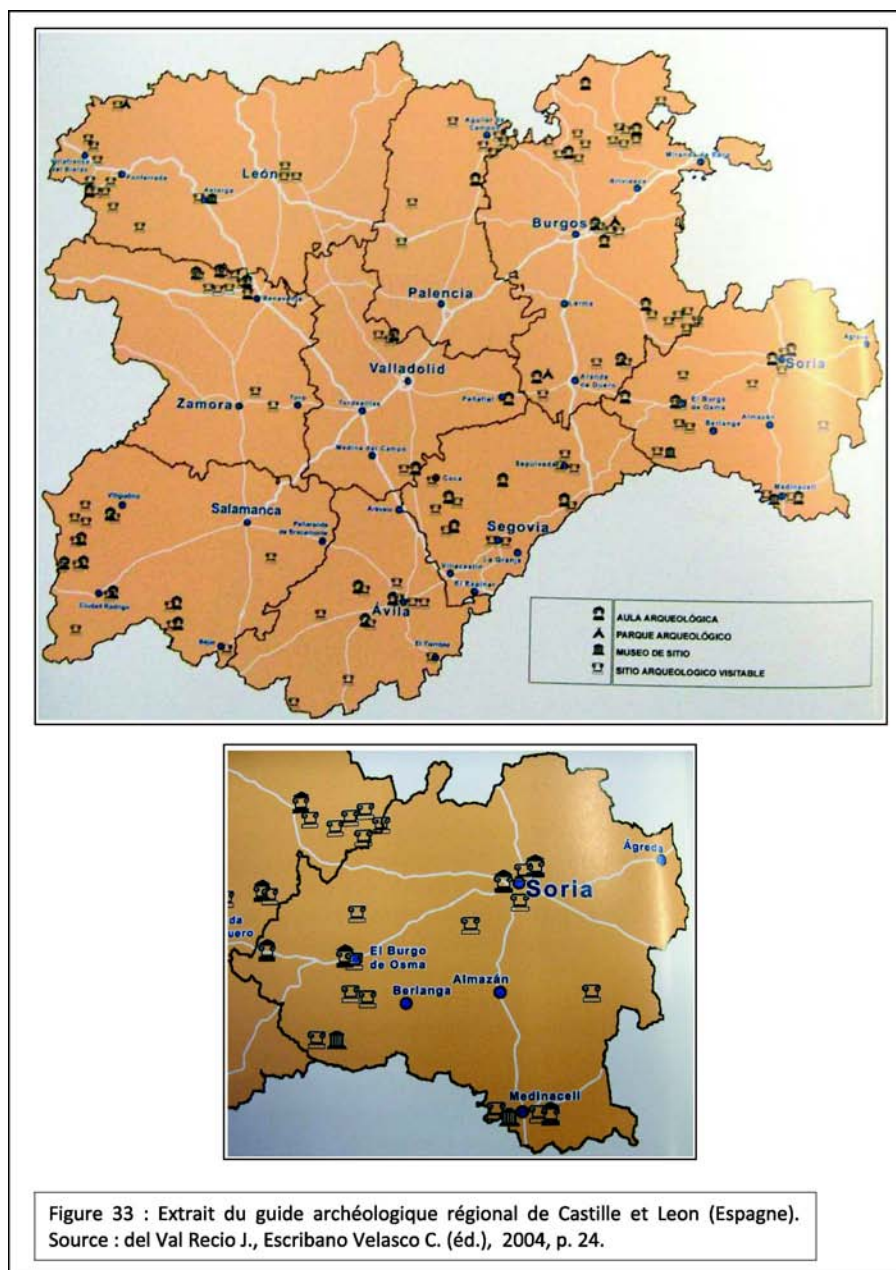 Aguilar de
Campoo
Villafranca
del Bierzo
Ponferrada
Astorga
León
Miranda de Ebro
Briviesca
Burgos
Benavente
Palencia
Lerma
Soria
Ágreda
Valladolid
Zamora
Toro
Tordesillas
Peñafiel
Aranda
de Duero
El Burgo
de Osma
Berlanga
Almazán
Medina del Campo
Coca
Sepúlveda
Medinaceli
Vitigudino
Salamanca
Peñaranda
de Bracamonte
Arévalo
Segovia
La Granja
Villacastín
El Espinar
Ciudad Rodrigo
Ávila
Béjar
El Tiemblo
AULA ARQUEOLÓGICA
PARQUE ARQUEOLÓGICO
MUSEO DE SITIO
SITIO ARQUEOLOGICO VISITABLE
Ágreda
Soria
da
uero
El Burgo
de Osma
Almazán
Berlanga
Medinaceli
Figure 33 : Extrait du guide archéologique régional de Castille et Leon (Espagne).
Source : del Val Recio J., Escribano Velasco C. (éd.), 2004, p. 24.